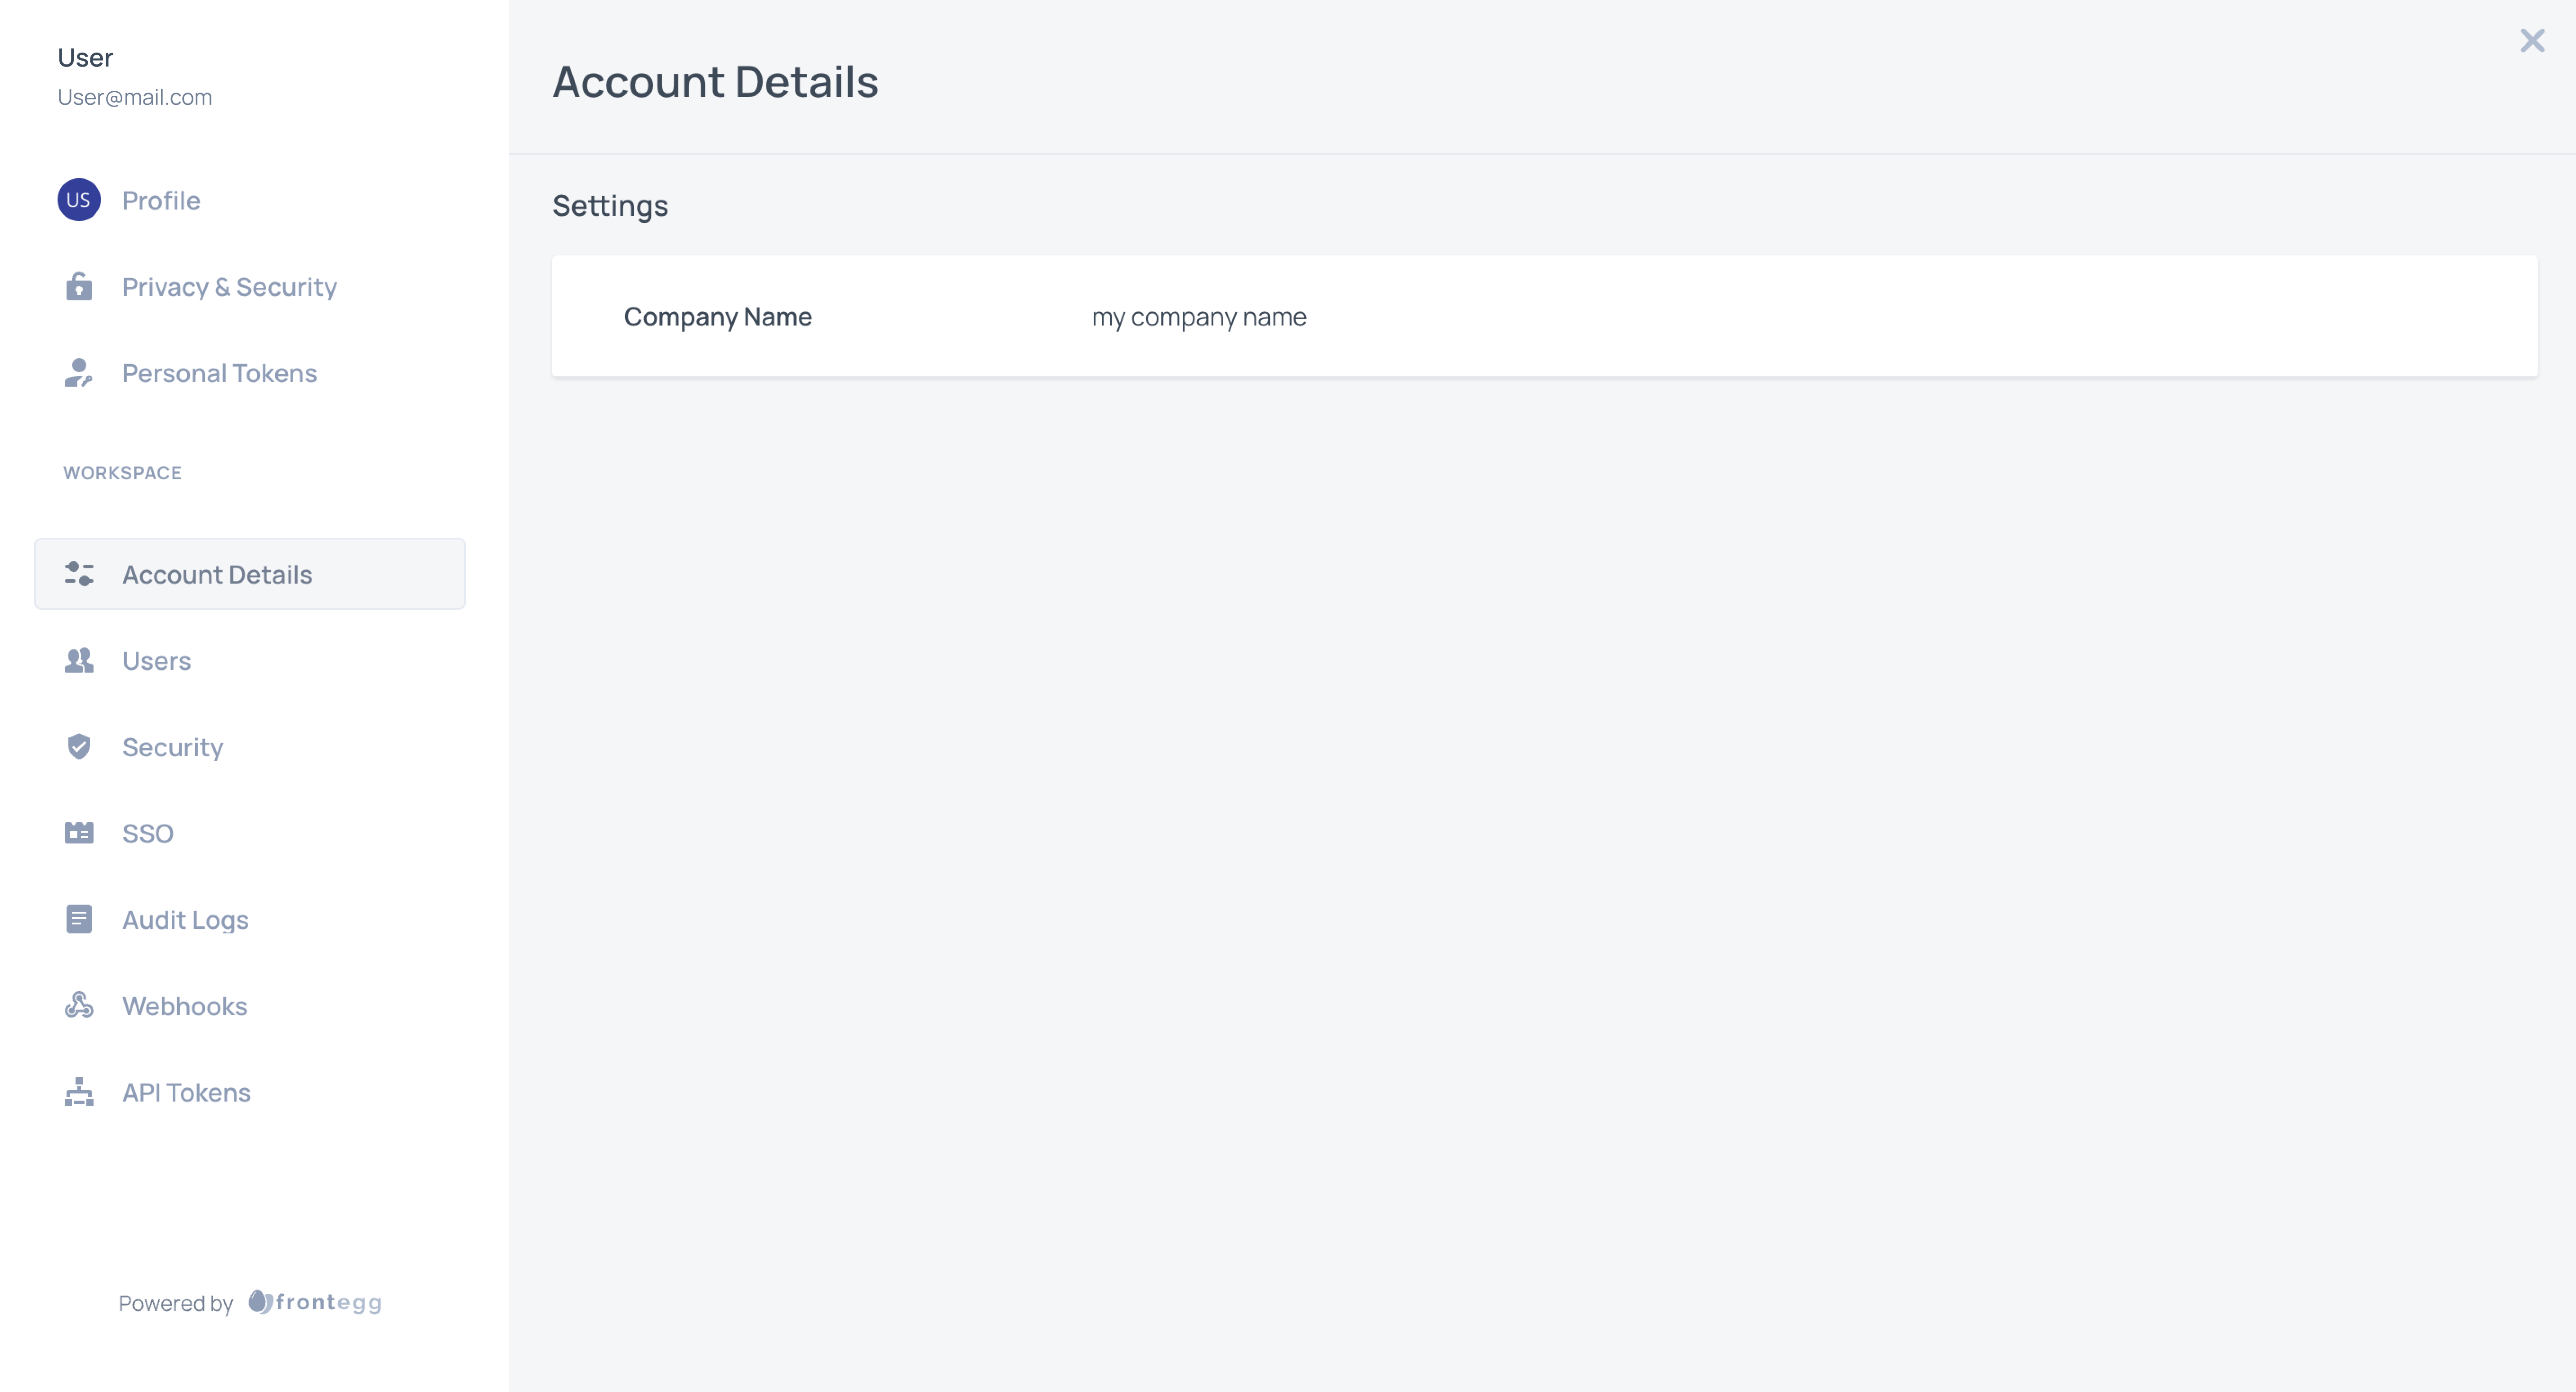 User
User@mail.com
US Profile
Privacy & Security
Personal Tokens
WORKSPACE
Account Details
Users
Security
SSO
Audit Logs
Webhooks
API Tokens
Powered by frontegg
Account Details
Settings
Company Name my company name